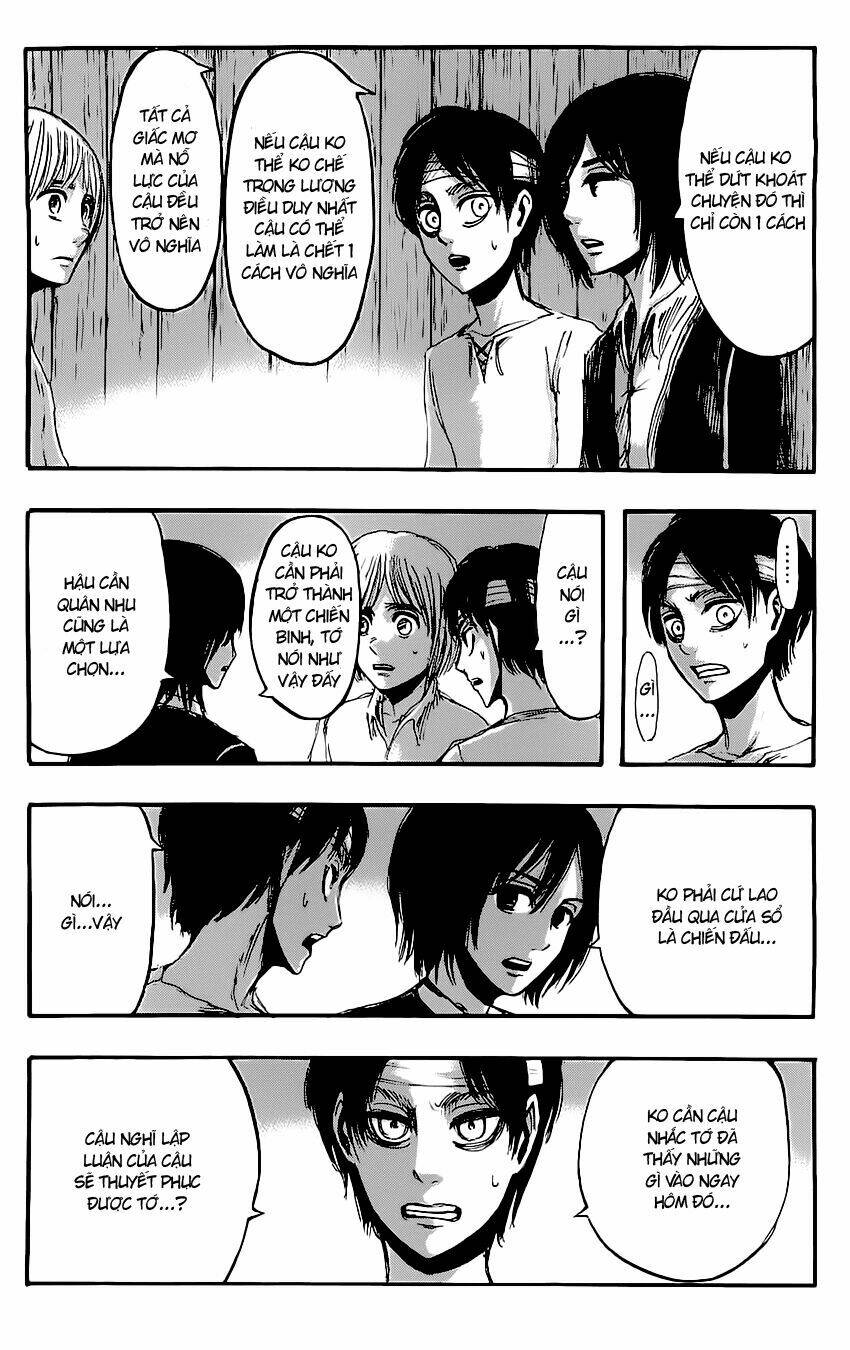 NẾU CẬU KO
THỂ DỨT KHOÁT
CHUYỆN ĐÓ THÌ
CHỈ CÒN 1 CÁCH
NẾU CẬU KO
THỂ KO CHẾ
TRỌNG LƯỢNG
ĐIỀU DUY NHẤT
CẬU CÓ THỂ
LÀM LÀ CHẾT 1
CÁCH VÔ NGHĨA
TẤT CẢ
GIẤC MƠ
MÀ NỔ
LỰC CỦA
CẬU ĐỀU
TRỞ NÊN
VÔ NGHĨA
......
GÌ
...
CẬU
NÓI
GÌ
...?
CẬU KO
CẦN PHẢI
TRỞ THÀNH
MỘT CHIẾN
BINH, TỚ
NÓI NHƯ
VẬY ĐẤY
HẬU CẦN
QUÂN NHU
CŨNG LÀ
MỘT LỰA
CHỌN...
KO PHẢI CỨ LAO
ĐẦU QUA CỬA SỔ
LÀ CHIẾN ĐẤU...
NÓI...
GÌ...VẬY
KO CẦN CẬU
NHẮC TỚ ĐÃ
THẤY NHỮNG
GÌ VÀO NGAY
HÔM ĐÓ...
CẬU NGHĨ LẬP
LUẬN CỦA CẬU
SẼ THUYẾT PHỤC
ĐƯỢC TỚ...?